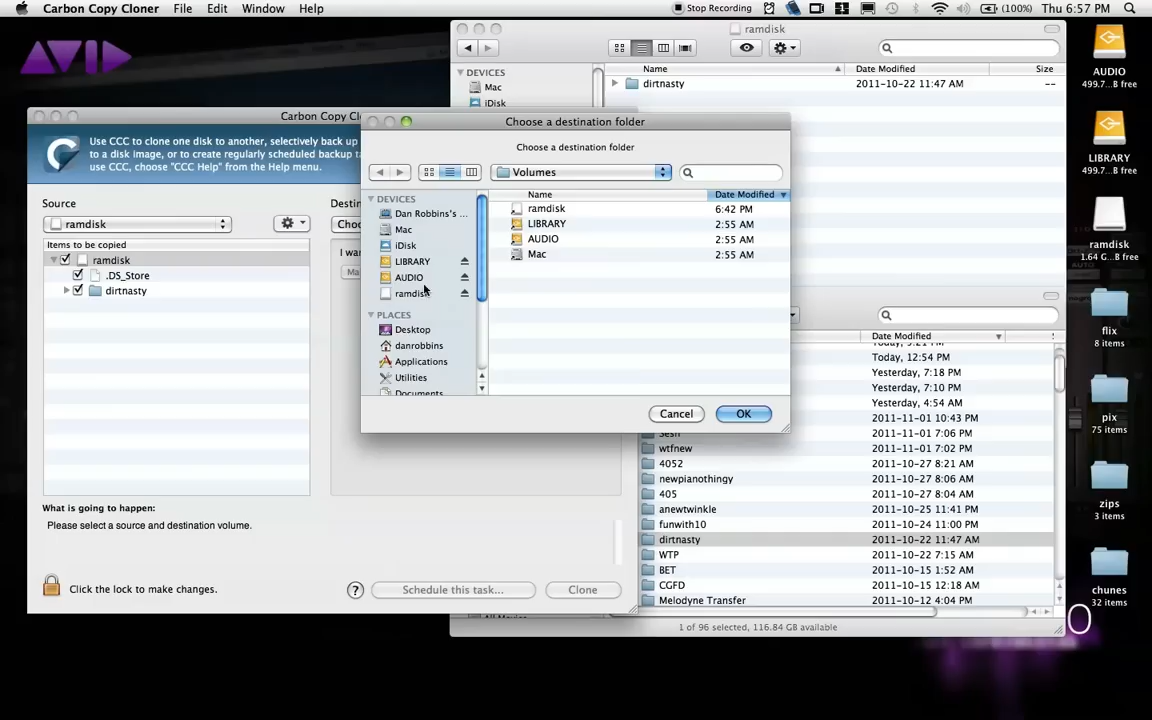 Carbon Copy Cloner File Edit Window Help Stop Recording 1 (100%) Thu 6:57 PM
AVID
ramdisk
DEVICES
Mac
iDisk
Name Date Modified Size
dirtnasty 2011-10-22 11:47 AM --
Carbon Copy Cl
Use CCC to clone one disk to another, selectively back up
to a disk image, or to create regularly scheduled backup ta
use CCC, choose "CCC Help" from the Help menu.
Source
ramdisk
Items to be copied
ramdisk
.DS_Store
dirtnasty
Destin
Choo
I wan
Ma
What is going to happen:
Please select a source and destination volume.
Click the lock to make changes.
? Schedule this task... Clone
Choose a destination folder
Choose a destination folder
Volumes
DEVICES
Dan Robbins's ...
Mac
iDisk
LIBRARY
AUDIO
ramdisk
PLACES
Desktop
danrobbins
Applications
Utilities
Documents
Name Date Modified
ramdisk 6:42 PM
LIBRARY 2:55 AM
AUDIO 2:55 AM
Mac 2:55 AM
Cancel OK
Date Modified
Today, 12:54 PM
Yesterday, 7:18 PM
Yesterday, 7:10 PM
Yesterday, 4:54 AM
2011-11-01 10:43 PM
Sesh 2011-11-01 7:06 PM
wtfnew 2011-11-01 7:02 PM
4052 2011-10-27 8:21 AM
newpianothingy 2011-10-27 8:06 AM
405 2011-10-27 8:04 AM
anewtwinkle 2011-10-25 11:41 PM
funwith10 2011-10-24 11:00 PM
dirtnasty 2011-10-22 11:47 AM
WTP 2011-10-22 7:15 AM
BET 2011-10-15 1:52 AM
CGFD 2011-10-15 12:18 AM
Melodyne Transfer 2011-10-12 4:04 PM
1 of 96 selected, 116.84 GB available
AUDIO
499.7...B free
LIBRARY
499.7...B free
ramdisk
1.64 G...B free
flix
8 items
pix
75 items
zips
3 items
chunes
32 items